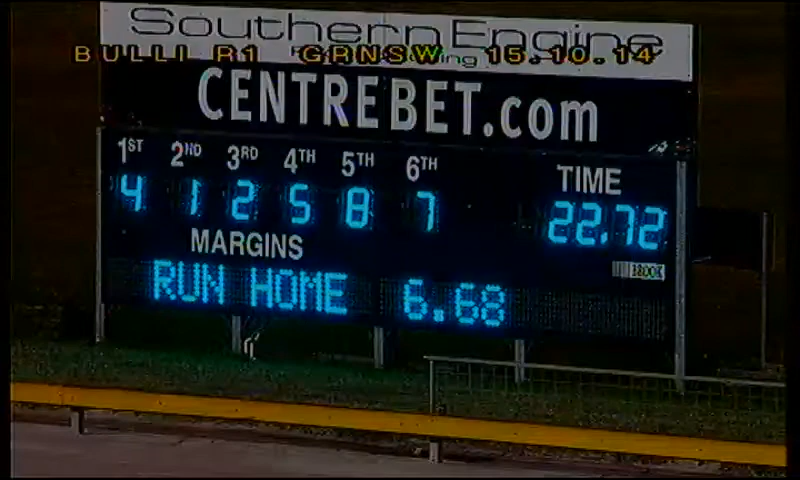 Southern Engine
BULLI R1 GRNSW 15.10.14
CENTREBET.com
1ST 2ND 3RD 4TH 5TH 6TH TIME
4 1 2 5 8 7 22.72
MARGINS
RUN HOME 6.68